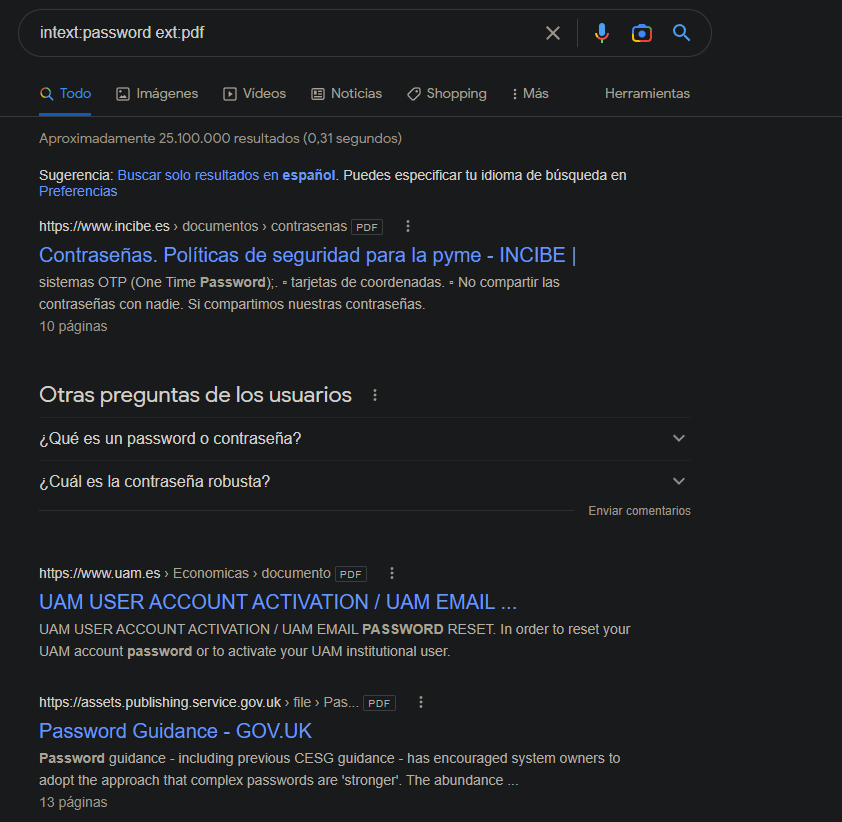 intext:password ext:pdf
Todo Imágenes Vídeos Noticias Shopping Más Herramientas
Aproximadamente 25.100.000 resultados (0,31 segundos)
Sugerencia: Buscar solo resultados en español. Puedes especificar tu idioma de búsqueda en
Preferencias
https://www.incibe.es › documentos › contrasenas PDF
Contraseñas. Políticas de seguridad para la pyme - INCIBE |
sistemas OTP (One Time Password);. ▫ tarjetas de coordenadas. ▫ No compartir las
contraseñas con nadie. Si compartimos nuestras contraseñas.
10 páginas
Otras preguntas de los usuarios
¿Qué es un password o contraseña?
¿Cuál es la contraseña robusta?
Enviar comentarios
https://www.uam.es › Economicas › documento PDF
UAM USER ACCOUNT ACTIVATION / UAM EMAIL ...
UAM USER ACCOUNT ACTIVATION / UAM EMAIL PASSWORD RESET. In order to reset your
UAM account password or to activate your UAM institutional user.
https://assets.publishing.service.gov.uk › file › Pas... PDF
Password Guidance - GOV.UK
Password guidance - including previous CESG guidance - has encouraged system owners to
adopt the approach that complex passwords are 'stronger'. The abundance ...
13 páginas